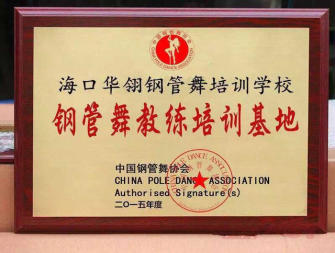 海口华翎钢管舞培训学校
钢管舞教练培训基地
中国钢管舞协会
CHINA POLE DANCE ASSDCIATION
Authorised Signature(s)
二〇一五年度